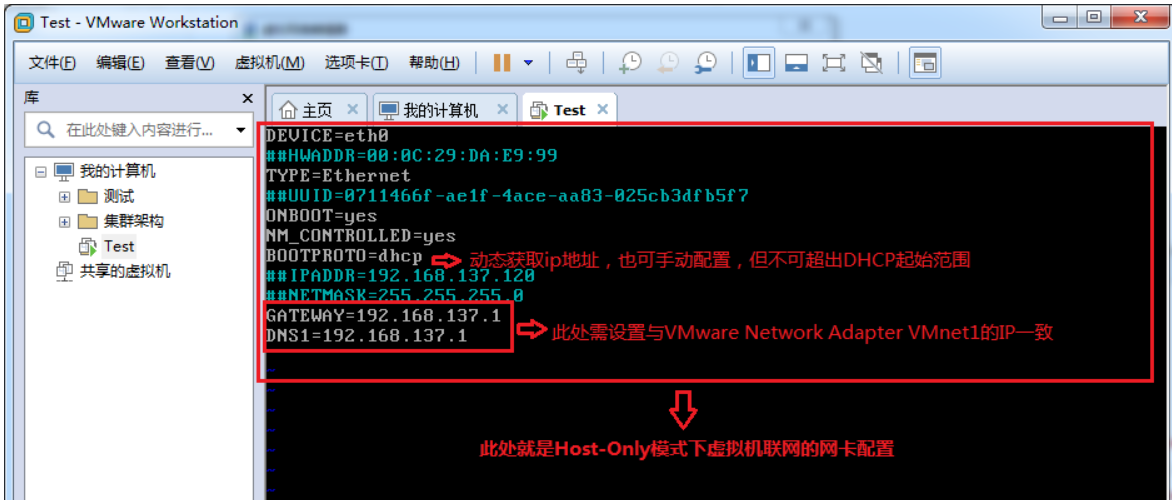 Test - VMware Workstation
文件(F) 编辑(E) 查看(V) 虚拟机(M) 选项卡(T) 帮助(H)
库
在此处键入内容进行...
我的计算机
测试
集群架构
Test
共享的虚拟机
主页 我的计算机 Test
DEVICE=eth0
##HWADDR=00:0C:29:DA:E9:99
TYPE=Ethernet
##UUID=0711466f-ae1f-4ace-aa83-025cb3dfb5f7
ONBOOT=yes
NM_CONTROLLED=yes
BOOTPROTO=dhcp 动态获取ip地址，也可手动配置，但不可超出DHCP起始范围
##IPADDR=192.168.137.120
##NETMASK=255.255.255.0
GATEWAY=192.168.137.1
DNS1=192.168.137.1
此处需设置与VMware Network Adapter VMnet1的IP一致
此处就是Host-Only模式下虚拟机联网的网卡配置